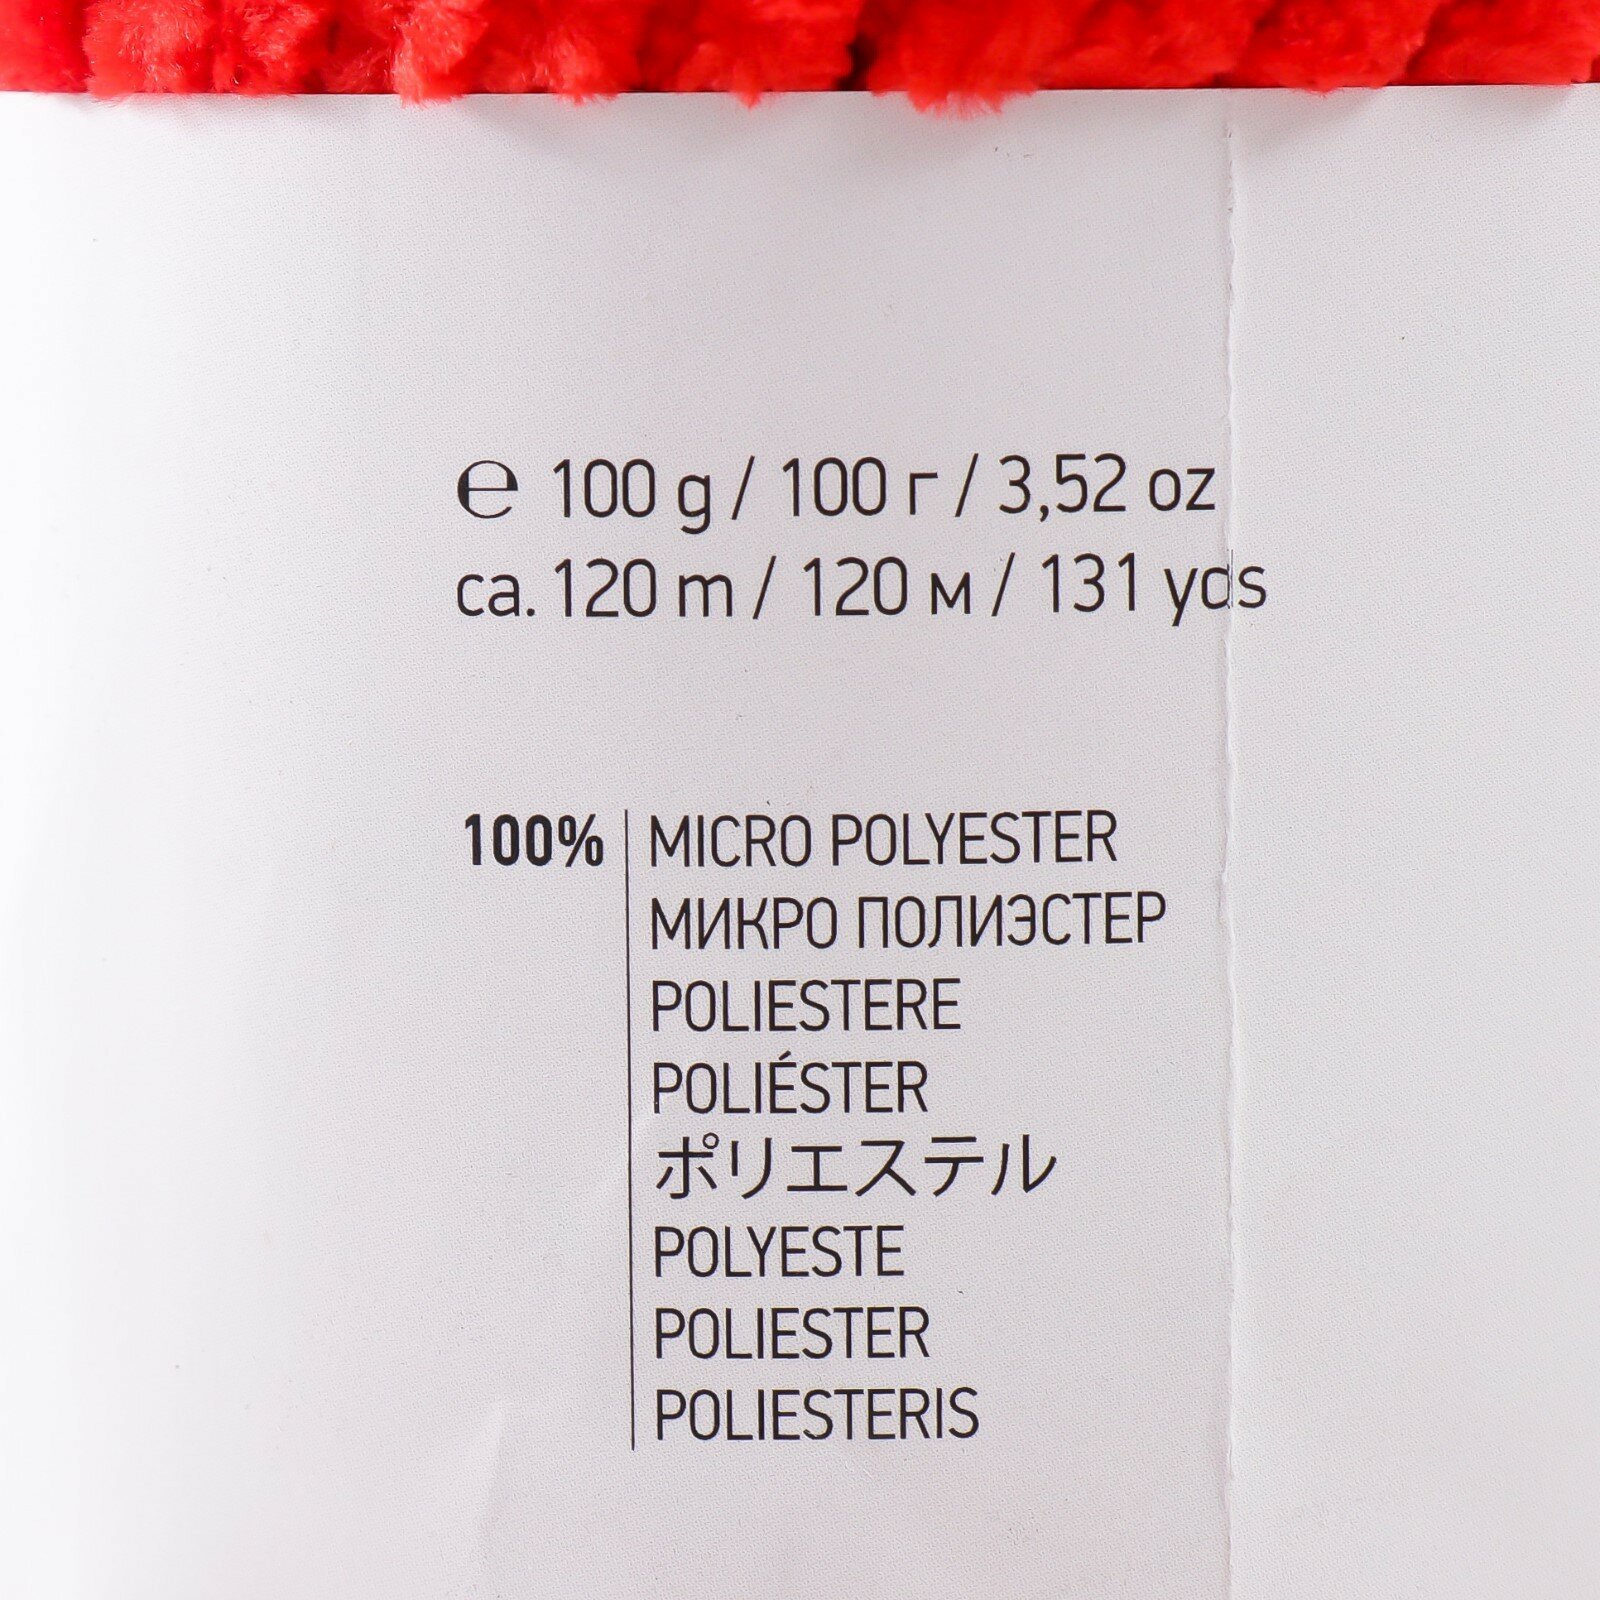 ℮ 100 g / 100 г / 3,52 oz
ca. 120 m / 120 м / 131 yds
100% MICRO POLYESTER
МИКРО ПОЛИЭСТЕР
POLIESTERE
POLIÉSTER
ポリエステル
POLYESTE
POLIESTER
POLIESTERIS